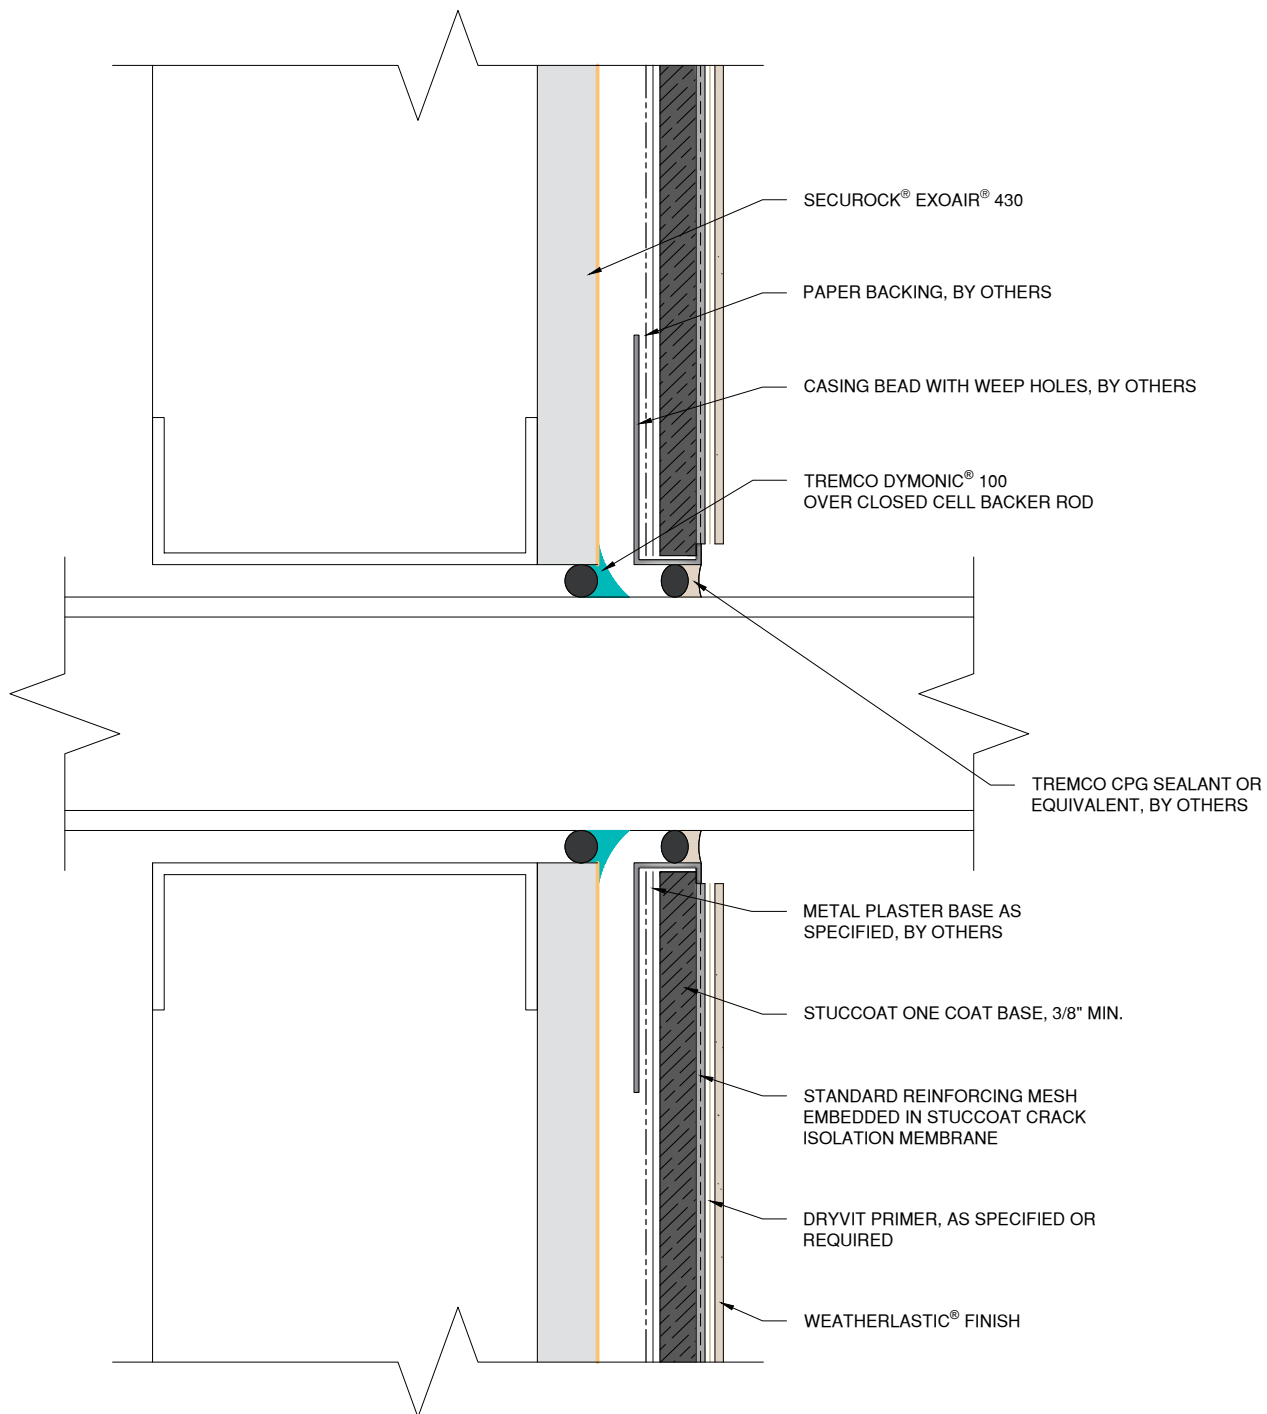 SECUROCK® EXOAIR® 430
PAPER BACKING, BY OTHERS
CASING BEAD WITH WEEP HOLES, BY OTHERS
TREMCO DYMONIC® 100
OVER CLOSED CELL BACKER ROD
TREMCO CPG SEALANT OR
EQUIVALENT, BY OTHERS
METAL PLASTER BASE AS
SPECIFIED, BY OTHERS
STUCCOAT ONE COAT BASE, 3/8" MIN.
STANDARD REINFORCING MESH
EMBEDDED IN STUCCOAT CRACK
ISOLATION MEMBRANE
DRYVIT PRIMER, AS SPECIFIED OR
REQUIRED
WEATHERLASTIC® FINISH